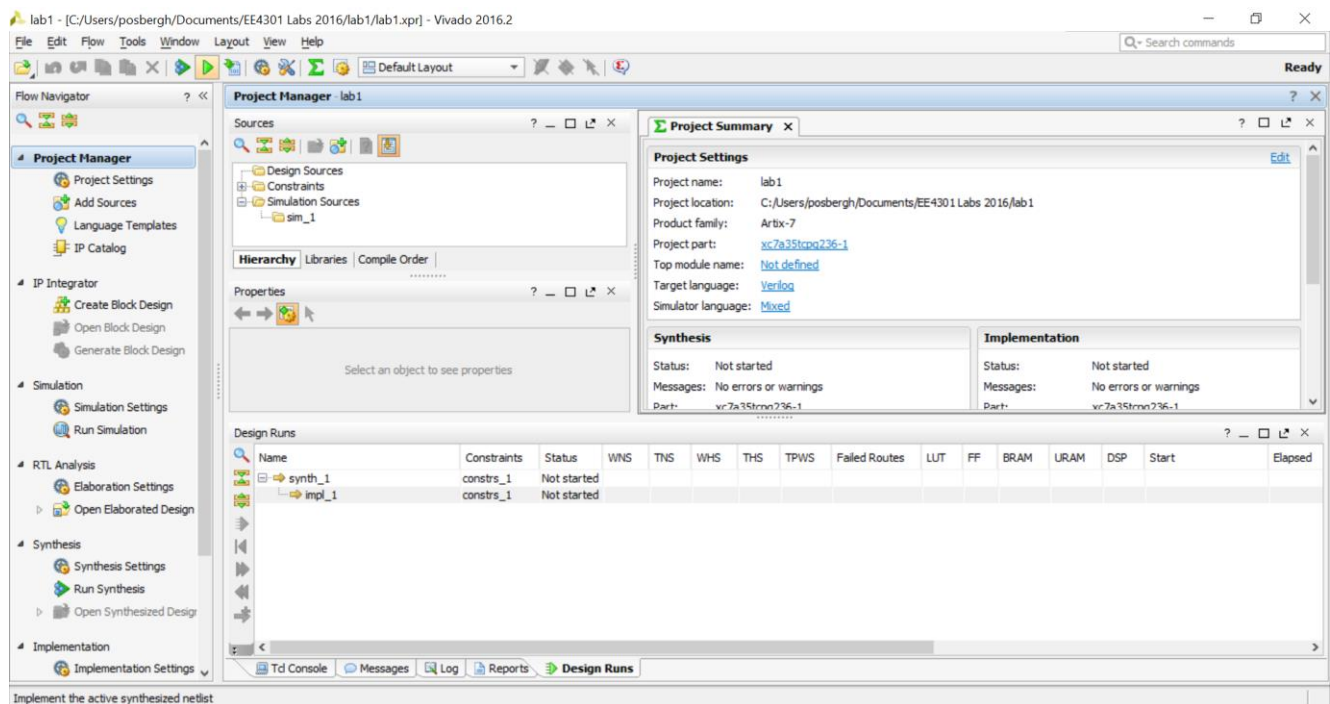 lab1 - [C:/Users/posbergh/Documents/EE4301 Labs 2016/lab1/lab1.xpr] - Vivado 2016.2
File Edit Flow Tools Window Layout View Help
Search commands
Default Layout
Ready
Flow Navigator
Project Manager
Project Settings
Add Sources
Language Templates
IP Catalog
IP Integrator
Create Block Design
Open Block Design
Generate Block Design
Simulation
Simulation Settings
Run Simulation
RTL Analysis
Elaboration Settings
Open Elaborated Design
Synthesis
Synthesis Settings
Run Synthesis
Open Synthesized Desig
Implementation
Implementation Settings
Project Manager - lab1
Sources
Design Sources
Constraints
Simulation Sources
sim_1
Hierarchy Libraries Compile Order
Properties
Select an object to see properties
Project Summary
Project Settings Edit
Project name: lab1
Project location: C:/Users/posbergh/Documents/EE4301 Labs 2016/lab1
Product family: Artix-7
Project part: xc7a35tcpg236-1
Top module name: Not defined
Target language: Verilog
Simulator language: Mixed
Synthesis
Status: Not started
Messages: No errors or warnings
Part: xc7a35tcpg236-1
Implementation
Status: Not started
Messages: No errors or warnings
Part: xc7a35tcpg236-1
Design Runs
Name Constraints Status WNS TNS WHS THS TPWS Failed Routes LUT FF BRAM URAM DSP Start Elapsed
synth_1 constrs_1 Not started
impl_1 constrs_1 Not started
Tcl Console Messages Log Reports Design Runs
Implement the active synthesized netlist